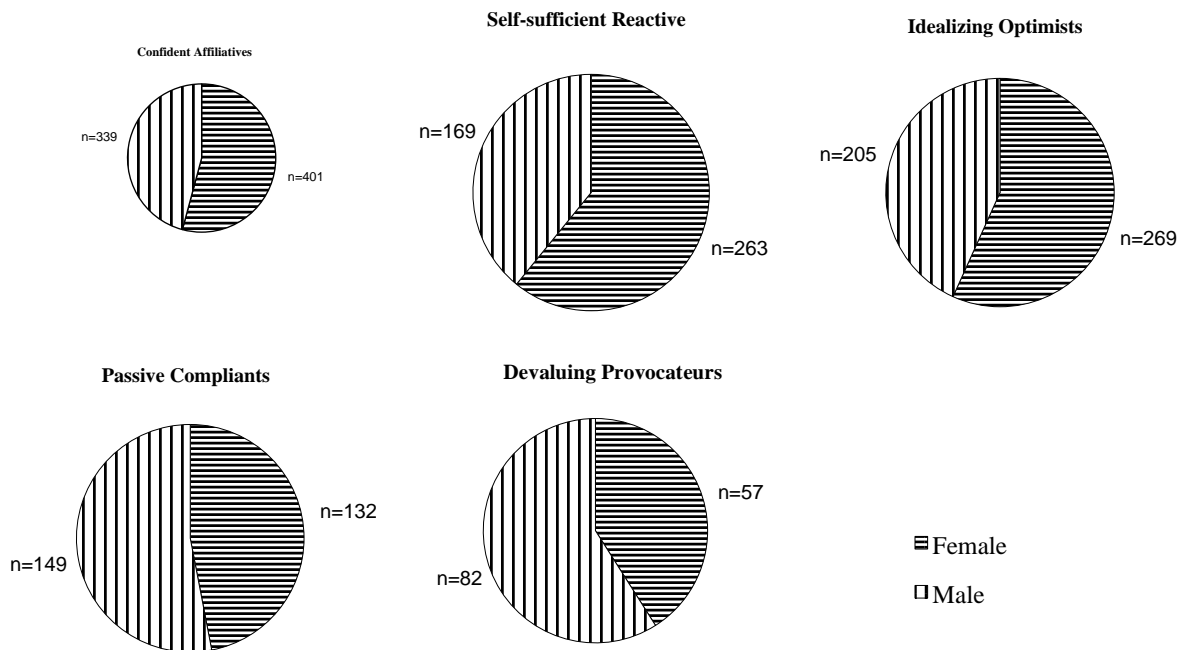 Confident Affiliatives
n=339
n=401
Self-sufficient Reactive
n=169
n=263
Idealizing Optimists
n=205
n=269
Passive Compliants
n=132
n=149
Devaluing Provocateurs
n=57
n=82
Female
Male